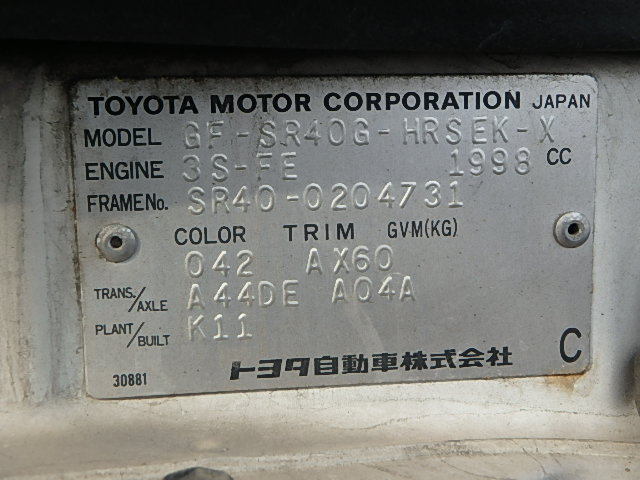 TOYOTA MOTOR CORPORATION JAPAN
MODEL GF-SR40G-HRSEK-X
ENGINE 3S-FE 1998 CC
FRAME No. SR40-0204731
COLOR TRIM GVM(KG)
042 AX60
TRANS./AXLE A44DE A04A
PLANT/BUILT K11
30881 トヨタ自動車株式会社 C